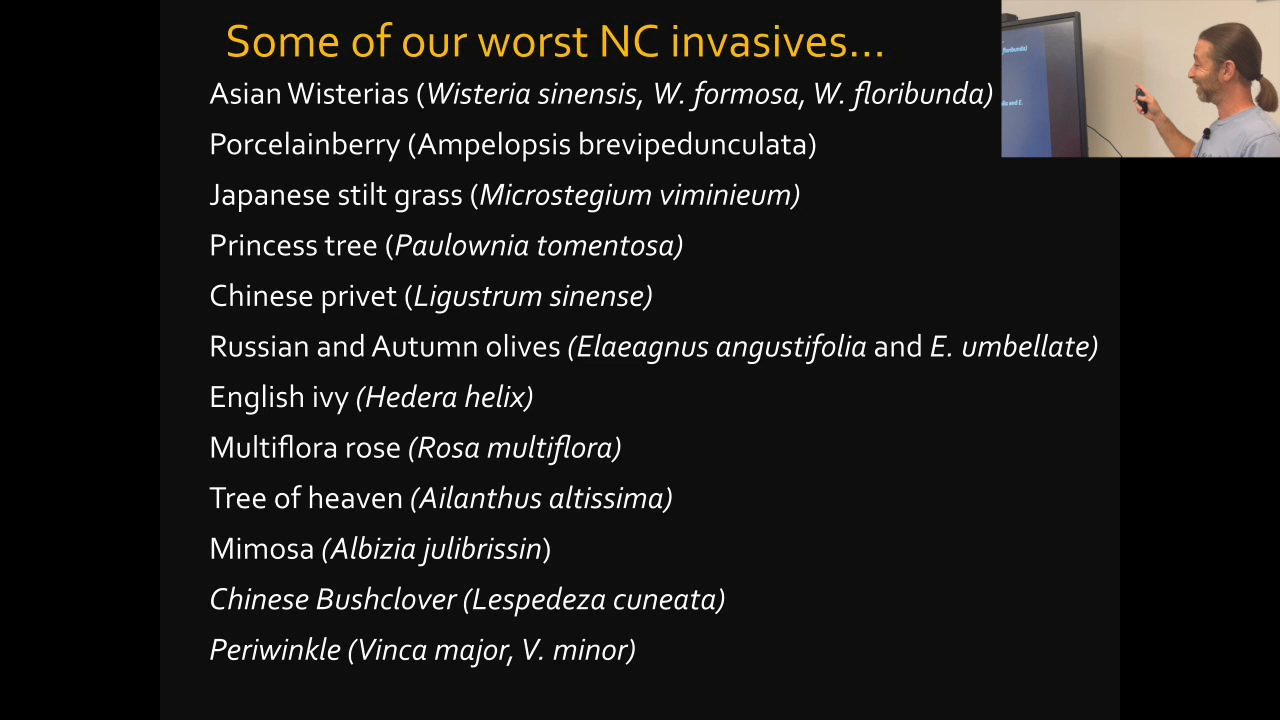 Some of our worst NC invasives...
Asian Wisterias (Wisteria sinensis, W. formosa, W. floribunda)
Porcelainberry (Ampelopsis brevipedunculata)
Japanese stilt grass (Microstegium viminieum)
Princess tree (Paulownia tomentosa)
Chinese privet (Ligustrum sinense)
Russian and Autumn olives (Elaeagnus angustifolia and E. umbellate)
English ivy (Hedera helix)
Multiflora rose (Rosa multiflora)
Tree of heaven (Ailanthus altissima)
Mimosa (Albizia julibrissin)
Chinese Bushclover (Lespedeza cuneata)
Periwinkle (Vinca major, V. minor)